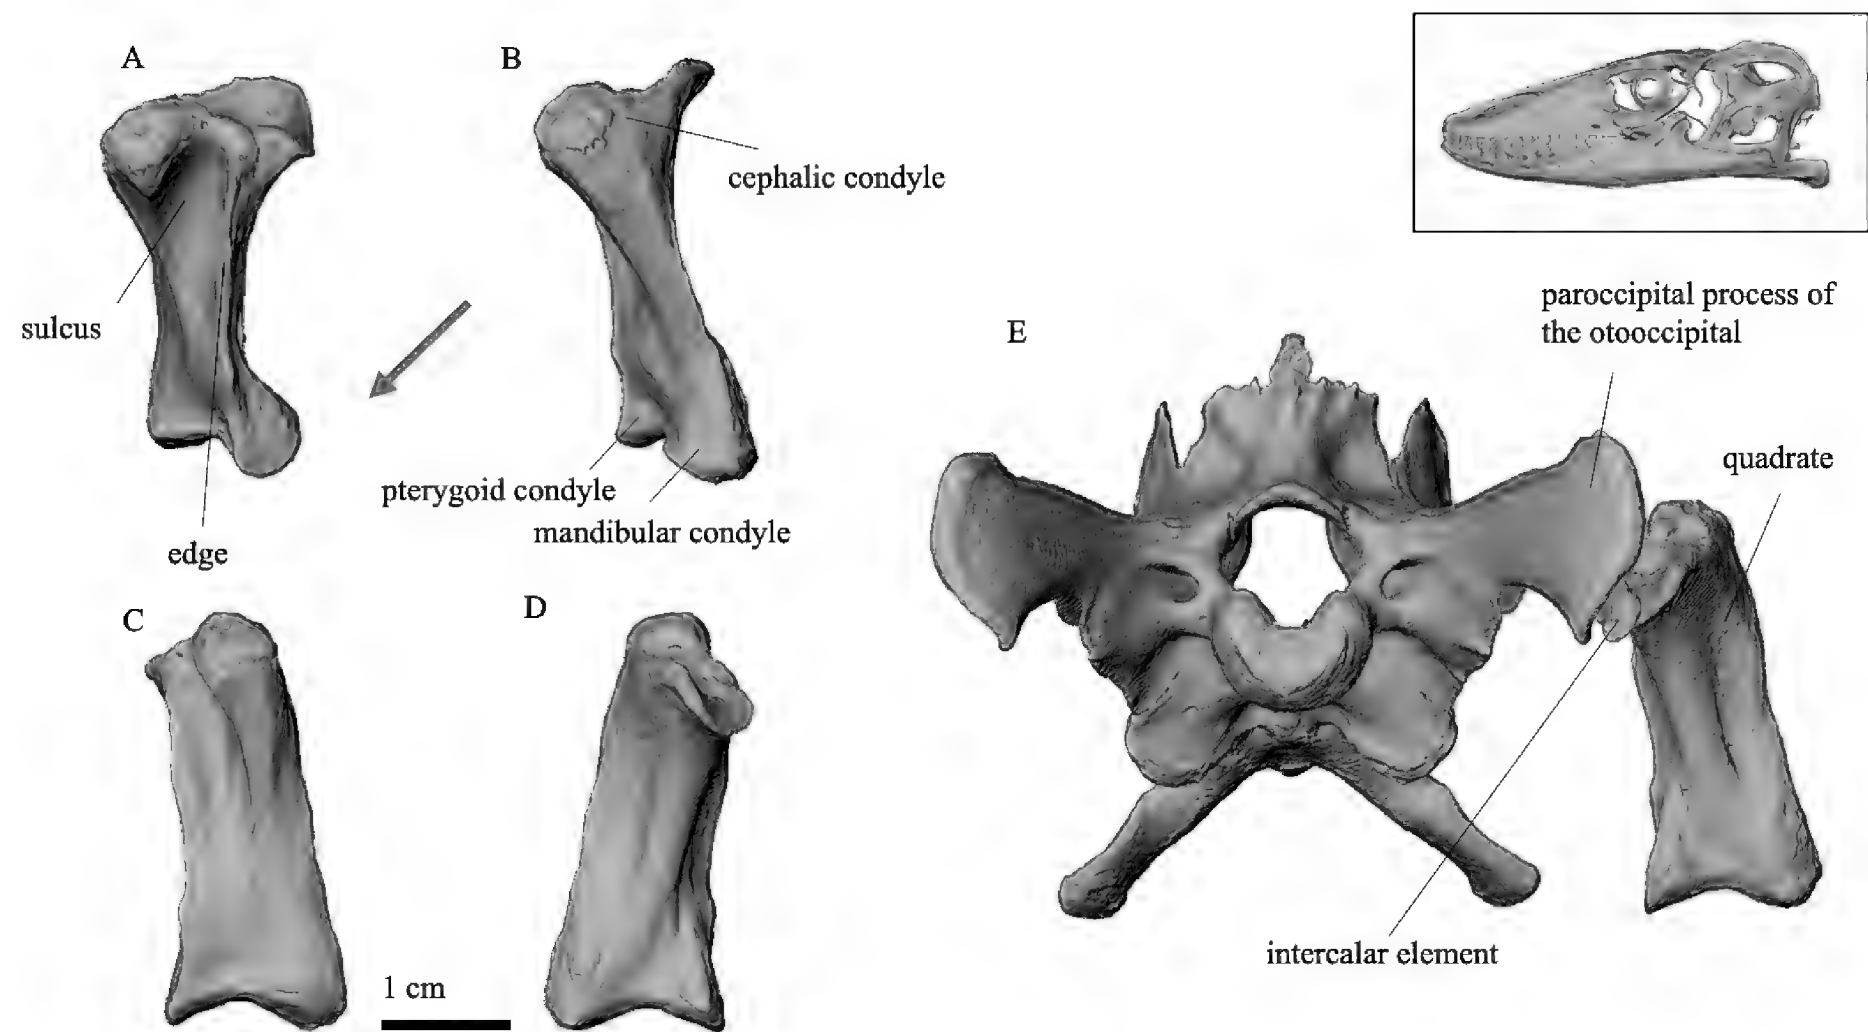 A
B
cephalic condyle
sulcus
pterygoid condyle
mandibular condyle
edge
C
D
1 cm
E
paroccipital process of
the otooccipital
quadrate
intercalar element